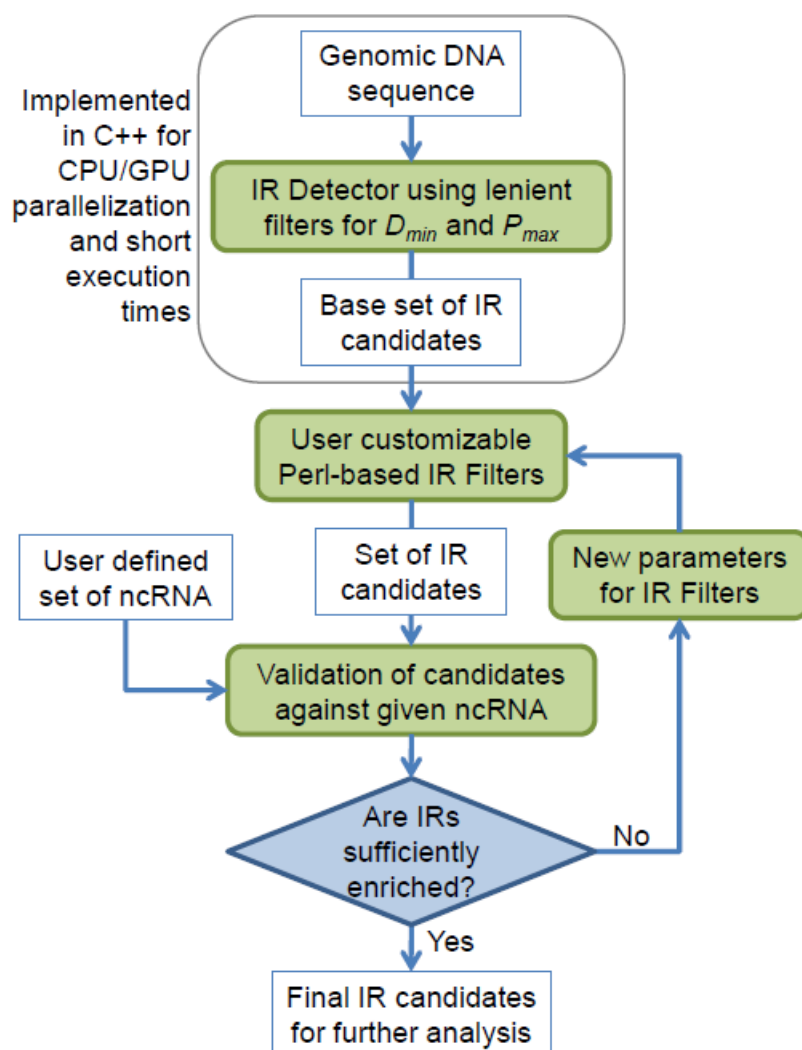 Genomic DNA
sequence
Implemented
in C++ for
CPU/GPU
parallelization
and short
execution
times
IR Detector using lenient
filters for Dmin and Pmax
Base set of IR
candidates
User customizable
Perl-based IR Filters
User defined
set of ncRNA
Set of IR
candidates
New parameters
for IR Filters
Validation of candidates
against given ncRNA
Are IRs
sufficiently
enriched?
No
Yes
Final IR candidates
for further analysis